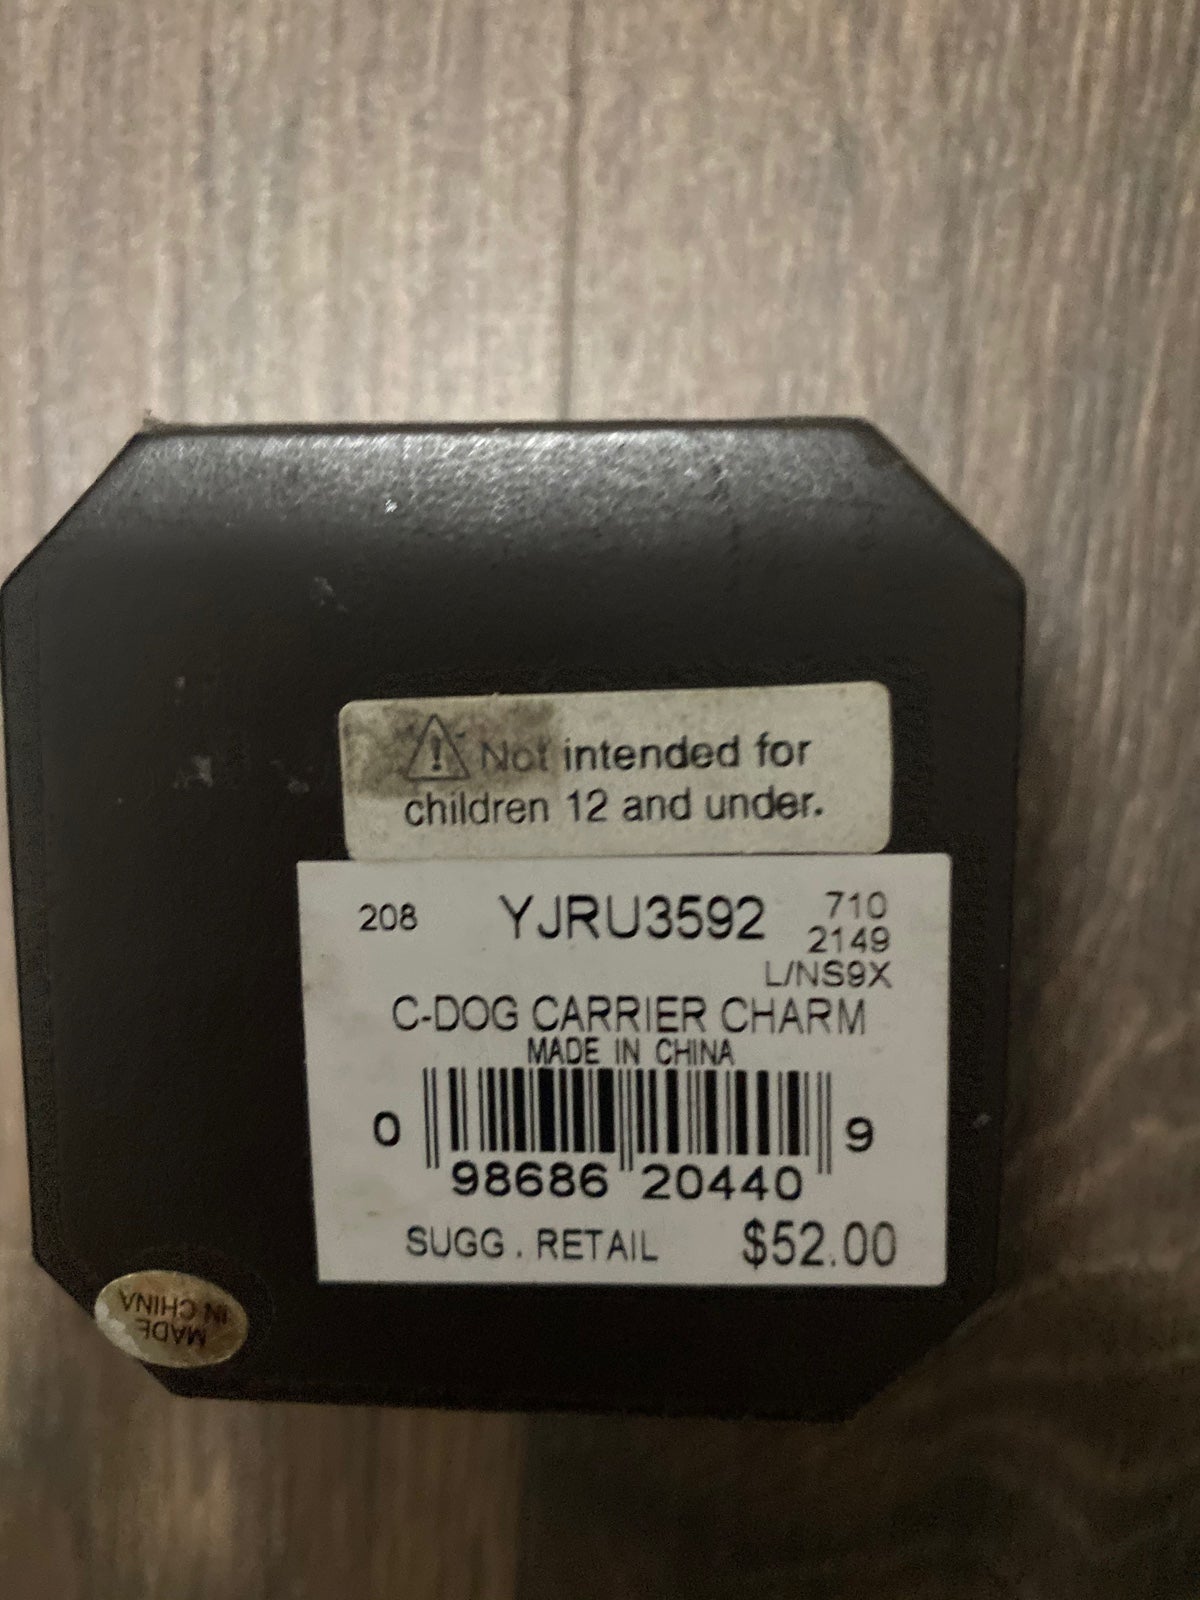 Not intended for
children 12 and under.
208 YJRU3592 710
2149
L/NS9X
C-DOG CARRIER CHARM
MADE IN CHINA
0 98686 20440 9
SUGG. RETAIL $52.00
MADE
IN CHINA